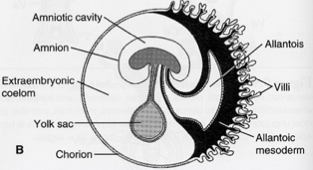 Amniotic cavity
Amnion
Extraembryonic
coelom
Yolk sac
B
Chorion
Allantois
Villi
Allantoic
mesoderm